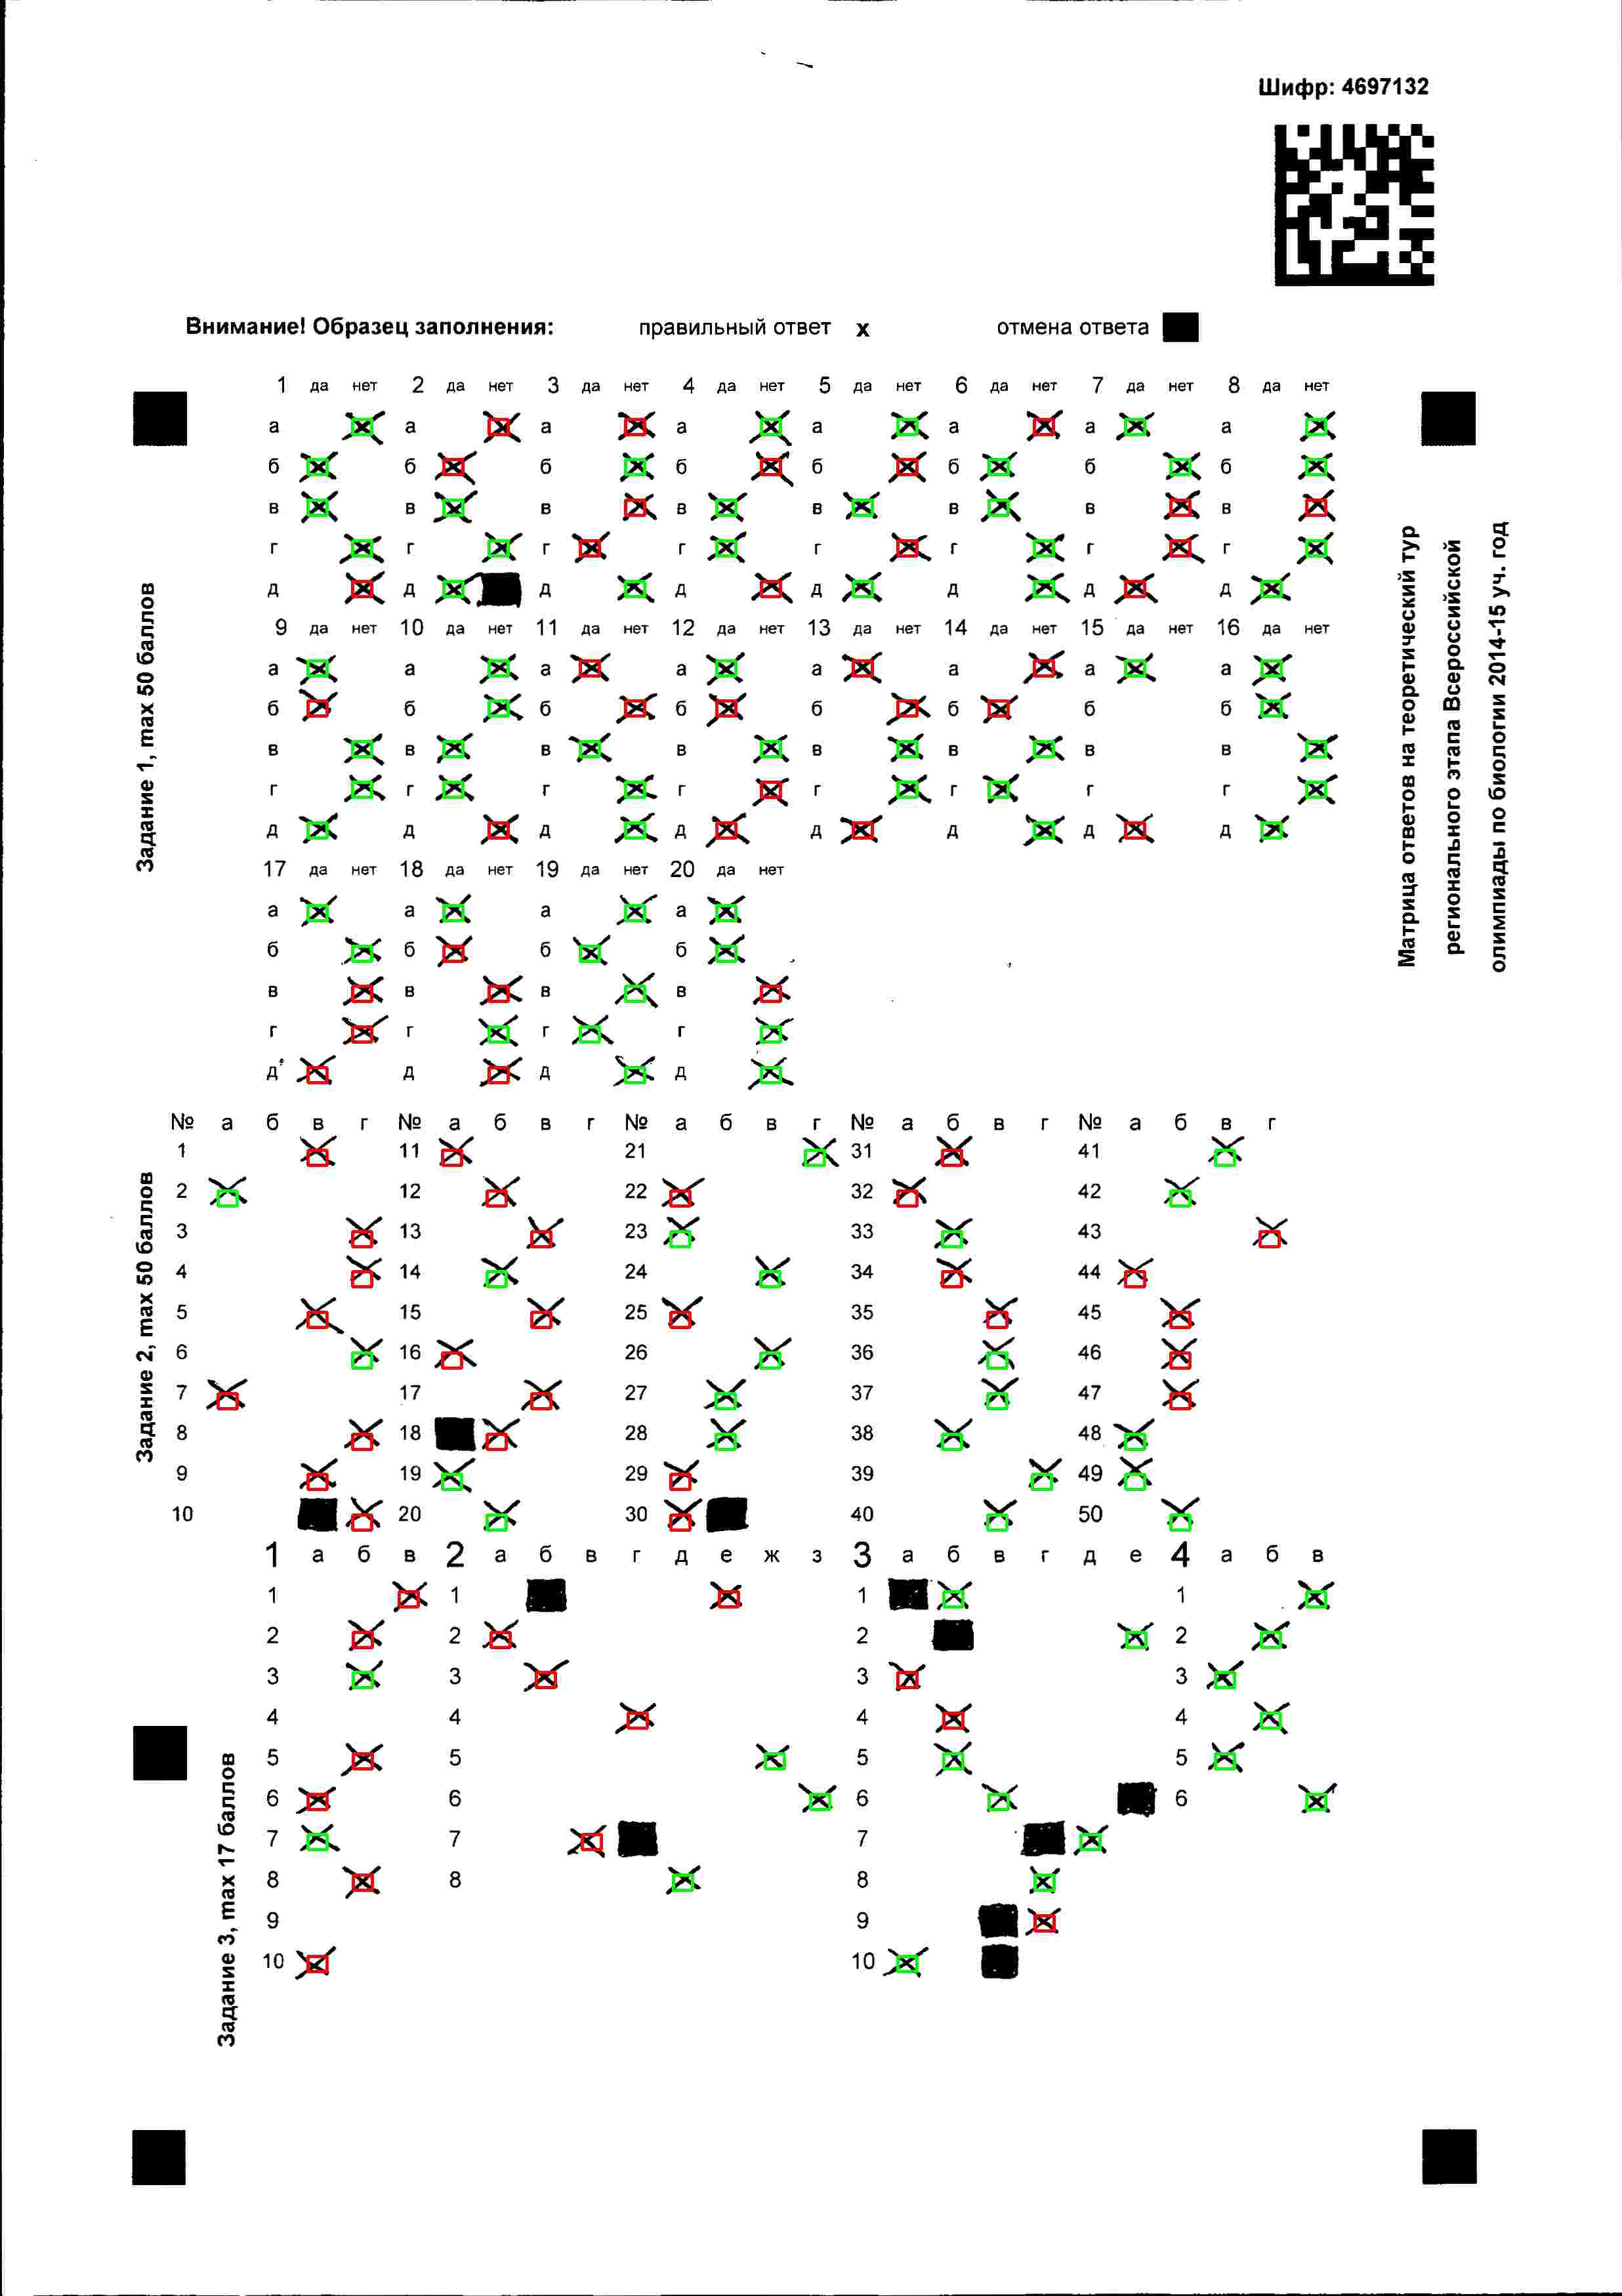 Шифр: 4697132
Внимание! Образец заполнения: правильный ответ x отмена ответа
1 да нет 2 да нет 3 да нет 4 да нет 5 да нет 6 да нет 7 да нет 8 да нет
а а а а а а а а
б б б б б б б б
в в в в в в в в
г г г г г г г г
д д д д д д д д
9 да нет 10 да нет 11 да нет 12 да нет 13 да нет 14 да нет 15 да нет 16 да нет
а а а а а а а а
б б б б б б б б
в в в в в в в в
г г г г г г г г
д д д д д д д д
17 да нет 18 да нет 19 да нет 20 да нет
а а а а
б б б б
в в в в
г г г г
д д д д
Задание 1, max 50 баллов
Матрица ответов на теоретический тур
регионального этапа Всероссийской
олимпиады по биологии 2014-15 уч. год
№ а б в г № а б в г № а б в г № а б в г № а б в г
1 11 21 31 41
2 12 22 32 42
3 13 23 33 43
4 14 24 34 44
5 15 25 35 45
6 16 26 36 46
7 17 27 37 47
8 18 28 38 48
9 19 29 39 49
10 20 30 40 50
Задание 2, max 50 баллов
1 а б в 2 а б в г д е ж з 3 а б в г д е 4 а б в
1 1 1 1
2 2 2 2
3 3 3 3
4 4 4 4
5 5 5 5
6 6 6 6
7 7 7
8 8 8
9 9
10 10
Задание 3, max 17 баллов